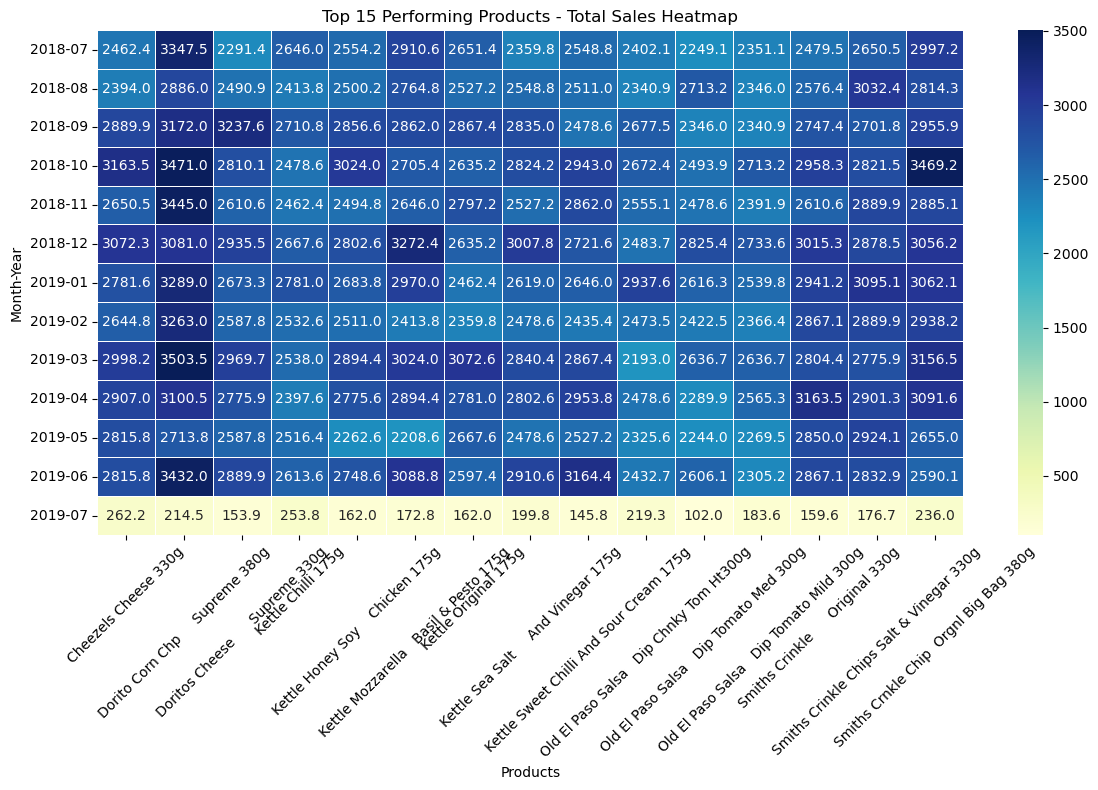 Top 15 Performing Products - Total Sales Heatmap
2018-07 2462.4 3347.5 2291.4 2646.0 2554.2 2910.6 2651.4 2359.8 2548.8 2402.1 2249.1 2351.1 2479.5 2650.5 2997.2
2018-08 2394.0 2886.0 2490.9 2413.8 2500.2 2764.8 2527.2 2548.8 2511.0 2340.9 2713.2 2346.0 2576.4 3032.4 2814.3
2018-09 2889.9 3172.0 3237.6 2710.8 2856.6 2862.0 2867.4 2835.0 2478.6 2677.5 2346.0 2340.9 2747.4 2701.8 2955.9
2018-10 3163.5 3471.0 2810.1 2478.6 3024.0 2705.4 2635.2 2824.2 2943.0 2672.4 2493.9 2713.2 2958.3 2821.5 3469.2
2018-11 2650.5 3445.0 2610.6 2462.4 2494.8 2646.0 2797.2 2527.2 2862.0 2555.1 2478.6 2391.9 2610.6 2889.9 2885.1
2018-12 3072.3 3081.0 2935.5 2667.6 2802.6 3272.4 2635.2 3007.8 2721.6 2483.7 2825.4 2733.6 3015.3 2878.5 3056.2
2019-01 2781.6 3289.0 2673.3 2781.0 2683.8 2970.0 2462.4 2619.0 2646.0 2937.6 2616.3 2539.8 2941.2 3095.1 3062.1
2019-02 2644.8 3263.0 2587.8 2532.6 2511.0 2413.8 2359.8 2478.6 2435.4 2473.5 2422.5 2366.4 2867.1 2889.9 2938.2
2019-03 2998.2 3503.5 2969.7 2538.0 2894.4 3024.0 3072.6 2840.4 2867.4 2193.0 2636.7 2636.7 2804.4 2775.9 3156.5
2019-04 2907.0 3100.5 2775.9 2397.6 2775.6 2894.4 2781.0 2802.6 2953.8 2478.6 2289.9 2565.3 3163.5 2901.3 3091.6
2019-05 2815.8 2713.8 2587.8 2516.4 2262.6 2208.6 2667.6 2478.6 2527.2 2325.6 2244.0 2269.5 2850.0 2924.1 2655.0
2019-06 2815.8 3432.0 2889.9 2613.6 2748.6 3088.8 2597.4 2910.6 3164.4 2432.7 2606.1 2305.2 2867.1 2832.9 2590.1
2019-07 262.2 214.5 153.9 253.8 162.0 172.8 162.0 199.8 145.8 219.3 102.0 183.6 159.6 176.7 236.0
Month-Year
Cheezels Cheese 330g
Dorito Corn Chp     Supreme 380g
Doritos Cheese      Supreme 330g
Kettle Chilli 175g
Kettle Honey Soy    Chicken 175g
Kettle Mozzarella   Basil & Pesto 175g
Kettle Original 175g
Kettle Sea Salt     And Vinegar 175g
Kettle Sweet Chilli And Sour Cream 175g
Old El Paso Salsa   Dip Chnky Tom Ht300g
Old El Paso Salsa   Dip Tomato Med 300g
Old El Paso Salsa   Dip Tomato Mild 300g
Smiths Crinkle      Original 330g
Smiths Crinkle Chips Salt & Vinegar 330g
Smiths Crnkle Chip  Orgnl Big Bag 380g
Products
3500
3000
2500
2000
1500
1000
500